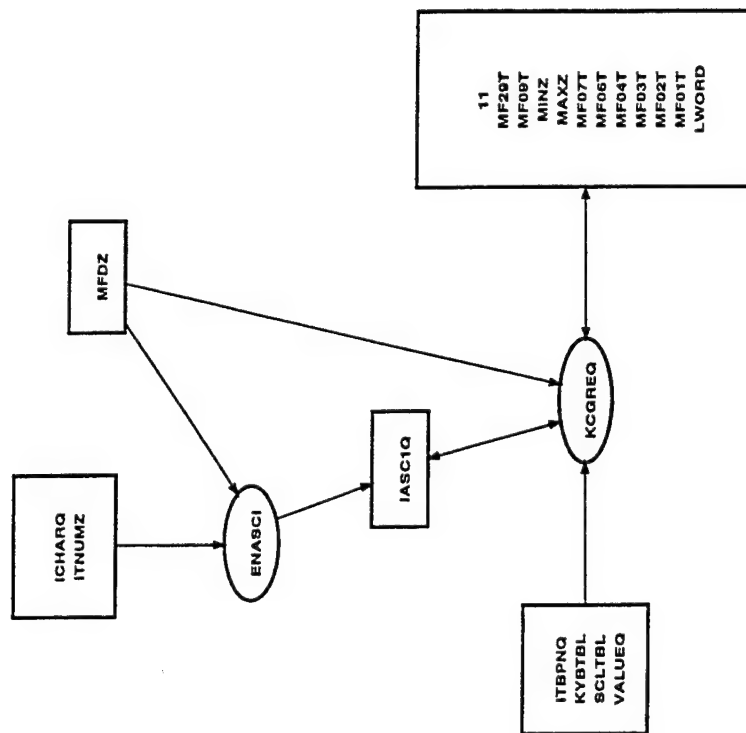 ICHARQ
ITNUMZ
MFDZ
ENASCI
IASC1Q
ITBPNQ
KYBTBL
SCLTBL
VALUEQ
KCGREQ
11
MF29T
MF09T
MINZ
MAXZ
MF07T
MF06T
MF04T
MF03T
MF02T
MF01T
LWORD